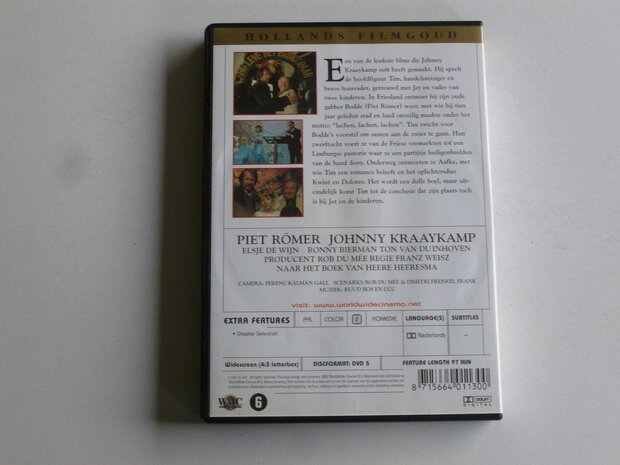 HOLLANDS FILMGOUD
LANG LEVE HET BRUIDSPAAR
Een van de leukste films die Johnny
Kraaykamp ooit heeft gemaakt. Hij speelt
de hoofdfiguur Tim, handelsreiziger en
brave huisvader, getrouwd met Jet en vader van
twee kinderen. In Friesland ontmoet hij zijn oude
gabber Bodde (Piet Römer) weer, met wie hij tien
jaar geleden stad en land onveilig maakte onder het
motto: "lachen, lachen, lachen". Tim zwicht voor
Bodde's voorstel om samen aan de zwier te gaan. Hun
zwerftocht voert ze van de Friese veemarkten tot een
Limburgse pastorie waar ze een partijtje heiligenbeelden
van de hand doen. Onderweg ontmoeten ze Aafke, met
wie Tim een romance beleeft en het oplichtersduo
Kwint en Dolores. Het wordt een dolle boel, maar uit-
eindelijk komt Tim tot de conclusie dat zijn plaats toch
is bij Jet en de kinderen.
PIET RÖMER JOHNNY KRAAYKAMP
ELSJE DE WIJN RONNY BIERMAN TON VAN DUINHOVEN
PRODUCENT ROB DU MÉE REGIE FRANZ WEISZ
NAAR HET BOEK VAN HEERE HEERESMA
CAMERA: FERENC KÁLMÁN GÁLL SCENARIO: ROB DU MÉE & DIMITRI FRENKEL FRANK
MUZIEK: RUUD BOS EN CCC
visit: www.worldwidecinema.net
EXTRA FEATURES PAL COLOR 2 KOMEDIE LANGUAGE(S) SUBTITLES
• Chapter Selection DD Nederlands –
Widescreen (4:3 letterbox) DISCFORMAT: DVD 5 FEATURE LENGTH 97 MIN
WWC 6
8 715664 011300
DOLBY
DIGITAL